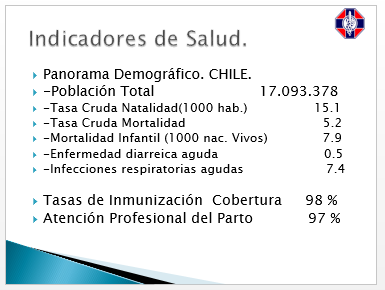 Indicadores de Salud.
Panorama Demográfico. CHILE.
-Población Total 17.093.378
-Tasa Cruda Natalidad(1000 hab.) 15.1
-Tasa Cruda Mortalidad 5.2
-Mortalidad Infantil (1000 nac. Vivos) 7.9
-Enfermedad diarreica aguda 0.5
-Infecciones respiratorias agudas 7.4
Tasas de Inmunización Cobertura 98 %
Atención Profesional del Parto 97 %